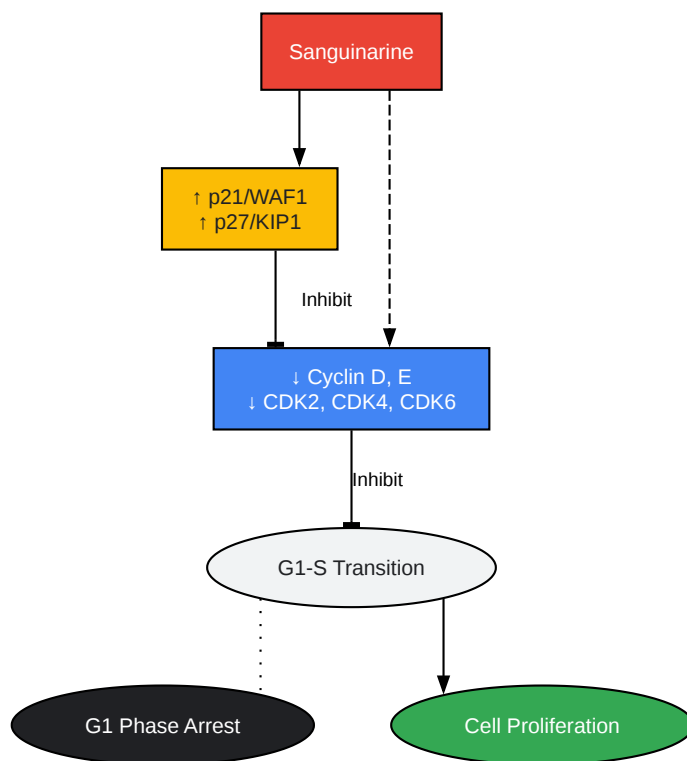 Sanguinarine
↑ p21/WAF1
↑ p27/KIP1
Inhibit
↓ Cyclin D, E
↓ CDK2, CDK4, CDK6
Inhibit
G1-S Transition
G1 Phase Arrest
Cell Proliferation